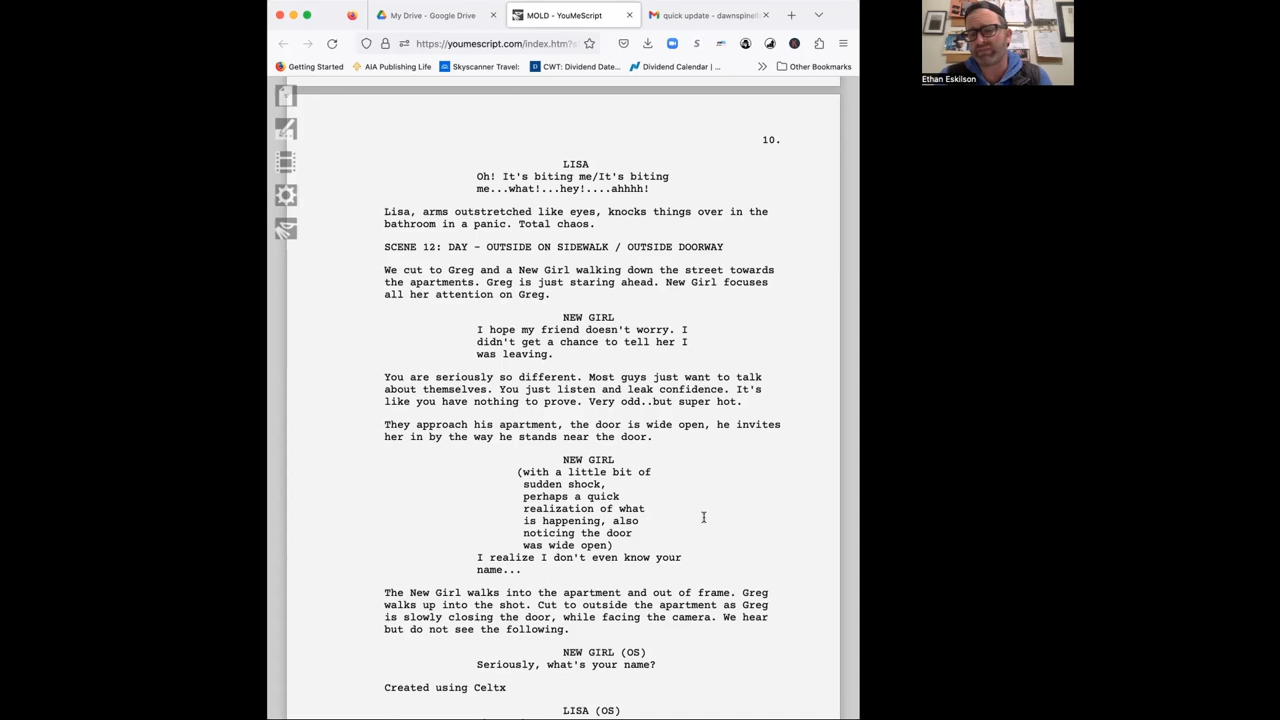 My Drive - Google Drive
MOLD - YouMeScript
quick update - dawnspinell
https://youmescript.com/index.htm?s
Getting Started
AIA Publishing Life
Skyscanner Travel:
CWT: Dividend Date...
Dividend Calendar | ...
Other Bookmarks
Ethan Eskilson
10.
LISA
Oh! It's biting me/It's biting
me...what!...hey!....ahhhh!
Lisa, arms outstretched like eyes, knocks things over in the
bathroom in a panic. Total chaos.
SCENE 12: DAY - OUTSIDE ON SIDEWALK / OUTSIDE DOORWAY
We cut to Greg and a New Girl walking down the street towards
the apartments. Greg is just staring ahead. New Girl focuses
all her attention on Greg.
NEW GIRL
I hope my friend doesn't worry. I
didn't get a chance to tell her I
was leaving.
You are seriously so different. Most guys just want to talk
about themselves. You just listen and leak confidence. It's
like you have nothing to prove. Very odd..but super hot.
They approach his apartment, the door is wide open, he invites
her in by the way he stands near the door.
NEW GIRL
(with a little bit of
sudden shock,
perhaps a quick
realization of what
is happening, also
noticing the door
was wide open)
I realize I don't even know your
name...
The New Girl walks into the apartment and out of frame. Greg
walks up into the shot. Cut to outside the apartment as Greg
is slowly closing the door, while facing the camera. We hear
but do not see the following.
NEW GIRL (OS)
Seriously, what's your name?
Created using Celtx
LISA (OS)